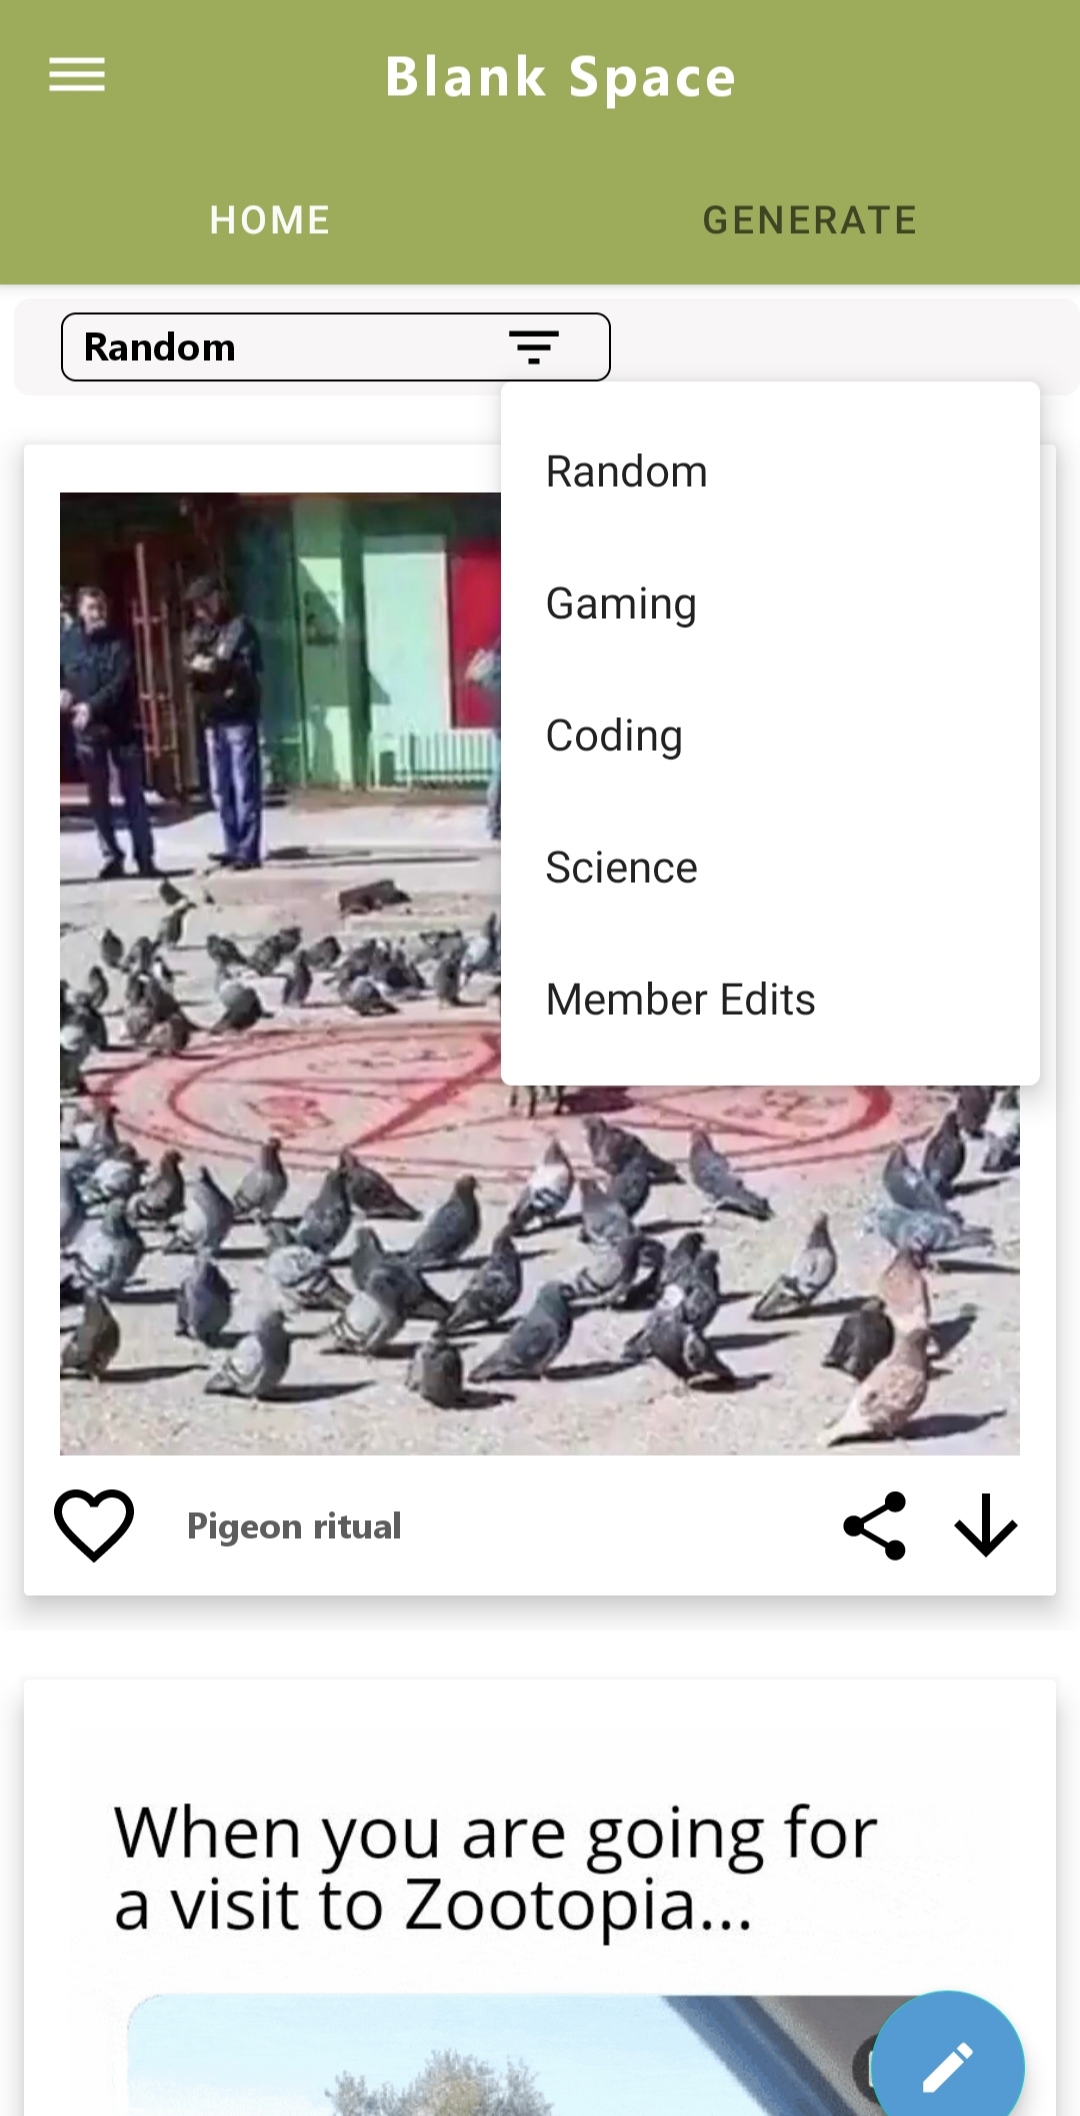 Blank Space
HOME
GENERATE
Random
Random
Gaming
Coding
Science
Member Edits
Pigeon ritual
When you are going for
a visit to Zootopia...